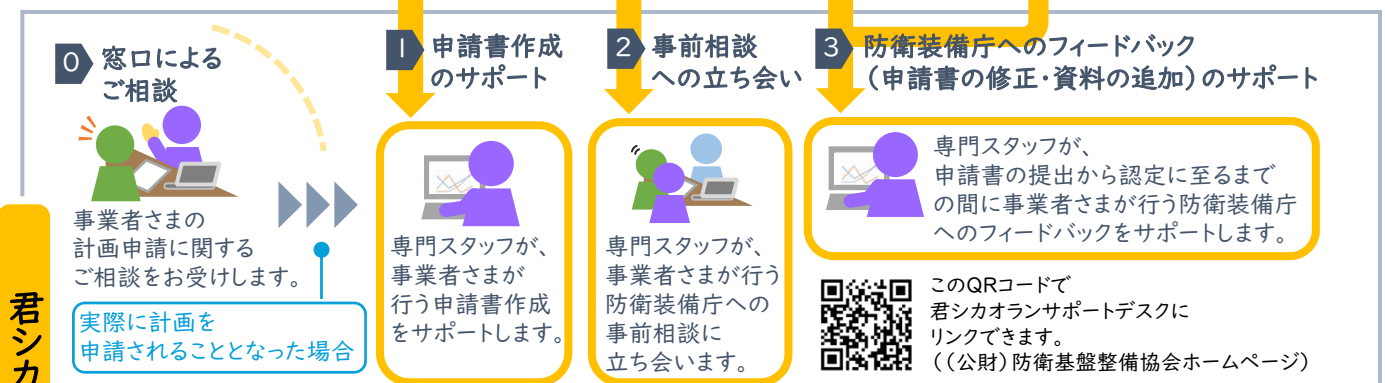 0 窓口による
ご相談
事業者さまの
計画申請に関する
ご相談をお受けします。
実際に計画を
申請されることとなった場合
1 申請書作成
のサポート
専門スタッフが、
事業者さまが
行う申請書作成
をサポートします。
2 事前相談
への立ち会い
専門スタッフが、
事業者さまが行う
防衛装備庁への
事前相談に
立ち会います。
3 防衛装備庁へのフィードバック
（申請書の修正・資料の追加）のサポート
専門スタッフが、
申請書の提出から認定に至るまで
の間に事業者さまが行う防衛装備庁
へのフィードバックをサポートします。
このQRコードで
君シカオランサポートデスクに
リンクできます。
（（公財）防衛基盤整備協会ホームページ）
君シカ